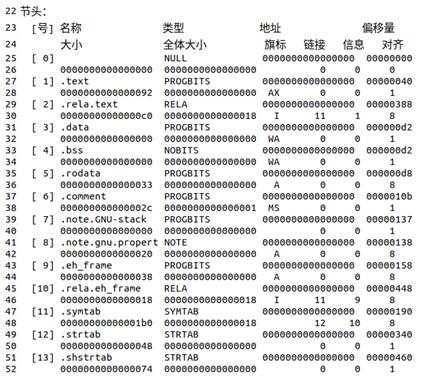 22 节头:
23 [号] 名称 类型 地址 偏移量
24 大小 全体大小 旗标 链接 信息 对齐
25 [ 0] NULL 0000000000000000 00000000
26 0000000000000000 0000000000000000 0 0 0
27 [ 1] .text PROGBITS 0000000000000000 00000040
28 0000000000000092 0000000000000000 AX 0 0 1
29 [ 2] .rela.text RELA 0000000000000000 00000388
30 00000000000000c0 0000000000000018 I 11 1 8
31 [ 3] .data PROGBITS 0000000000000000 000000d2
32 0000000000000000 0000000000000000 WA 0 0 1
33 [ 4] .bss NOBITS 0000000000000000 000000d2
34 0000000000000000 0000000000000000 WA 0 0 1
35 [ 5] .rodata PROGBITS 0000000000000000 000000d8
36 0000000000000033 0000000000000000 A 0 0 8
37 [ 6] .comment PROGBITS 0000000000000000 0000010b
38 000000000000002c 0000000000000001 MS 0 0 1
39 [ 7] .note.GNU-stack PROGBITS 0000000000000000 00000137
40 0000000000000000 0000000000000000 0 0 1
41 [ 8] .note.gnu.propert NOTE 0000000000000000 00000138
42 0000000000000020 0000000000000000 A 0 0 8
43 [ 9] .eh_frame PROGBITS 0000000000000000 00000158
44 0000000000000038 0000000000000000 A 0 0 8
45 [10] .rela.eh_frame RELA 0000000000000000 00000448
46 0000000000000018 0000000000000018 I 11 9 8
47 [11] .symtab SYMTAB 0000000000000000 00000190
48 00000000000001b0 0000000000000018 12 10 8
49 [12] .strtab STRTAB 0000000000000000 00000340
50 0000000000000048 0000000000000000 0 0 1
51 [13] .shstrtab STRTAB 0000000000000000 00000460
52 0000000000000074 0000000000000000 0 0 1